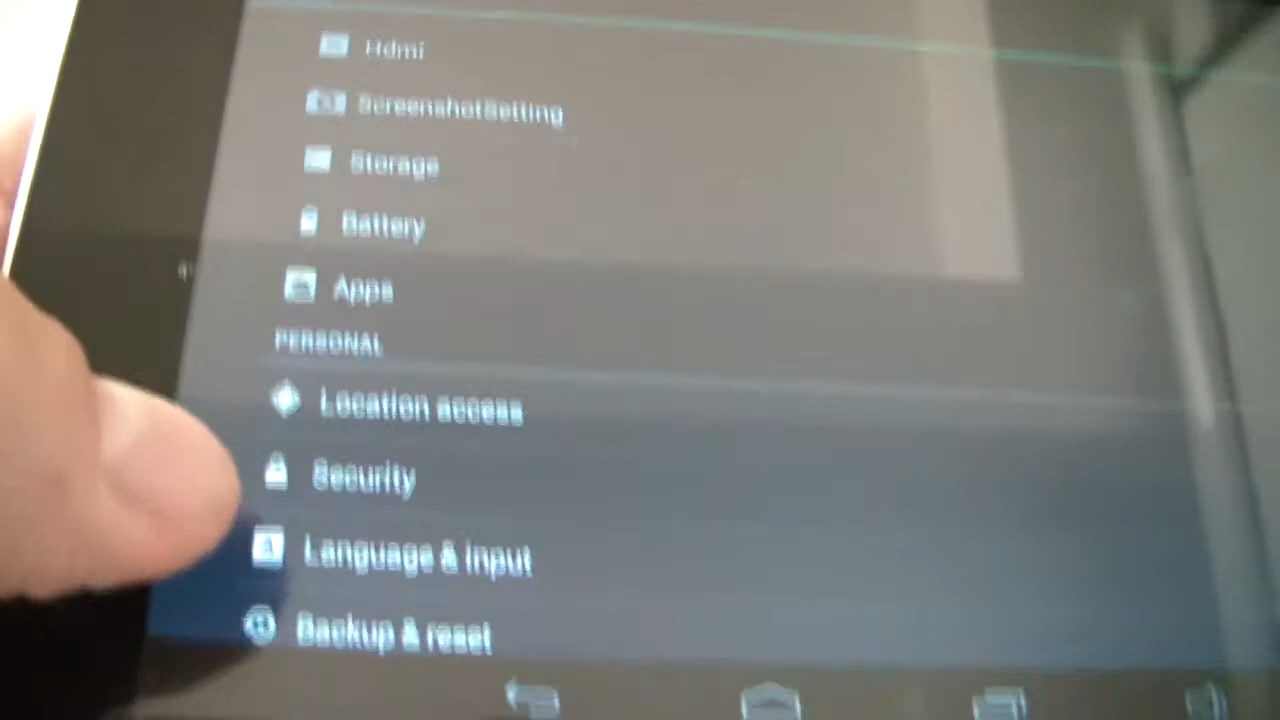 Hdmi
ScreenshotSetting
Storage
Battery
Apps
PERSONAL
Location access
Security
Language & input
Backup & reset